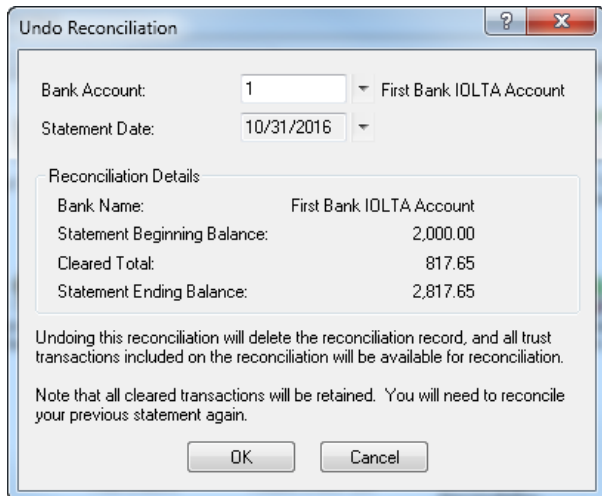 Undo Reconciliation
?
X
Bank Account: 1 First Bank IOLTA Account
Statement Date: 10/31/2016
Reconciliation Details
Bank Name: First Bank IOLTA Account
Statement Beginning Balance: 2,000.00
Cleared Total: 817.65
Statement Ending Balance: 2,817.65
Undoing this reconciliation will delete the reconciliation record, and all trust
transactions included on the reconciliation will be available for reconciliation.
Note that all cleared transactions will be retained. You will need to reconcile
your previous statement again.
OK Cancel